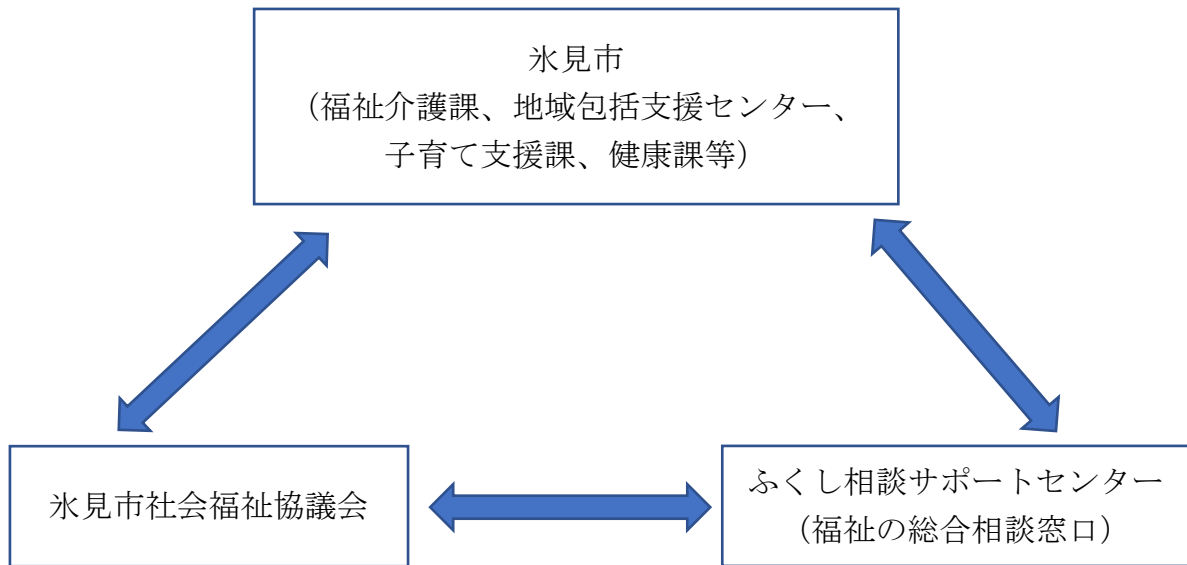 氷見市
（福祉介護課、地域包括支援センター、
子育て支援課、健康課等）
氷見市社会福祉協議会
ふくし相談サポートセンター
（福祉の総合相談窓口）